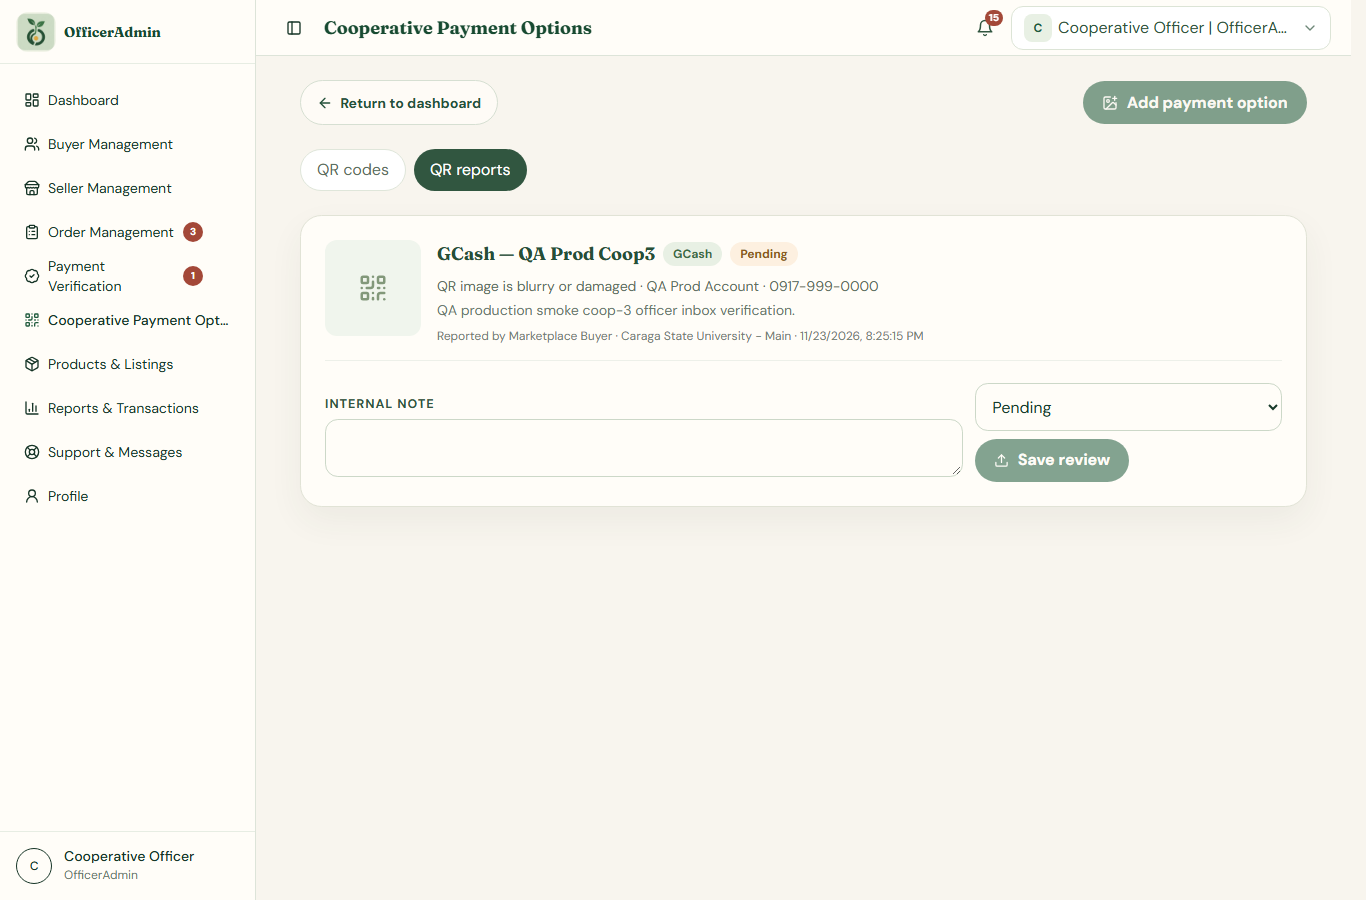 OfficerAdmin
Cooperative Payment Options
15
C
Cooperative Officer | OfficerA...
Dashboard
Buyer Management
Seller Management
Order Management
3
Payment
Verification
1
Cooperative Payment Opt...
Products & Listings
Reports & Transactions
Support & Messages
Profile
Return to dashboard
Add payment option
QR codes
QR reports
GCash — QA Prod Coop3
GCash
Pending
QR image is blurry or damaged · QA Prod Account · 0917-999-0000
QA production smoke coop-3 officer inbox verification.
Reported by Marketplace Buyer · Caraga State University - Main · 11/23/2026, 8:25:15 PM
INTERNAL NOTE
Pending
Save review
C
Cooperative Officer
OfficerAdmin